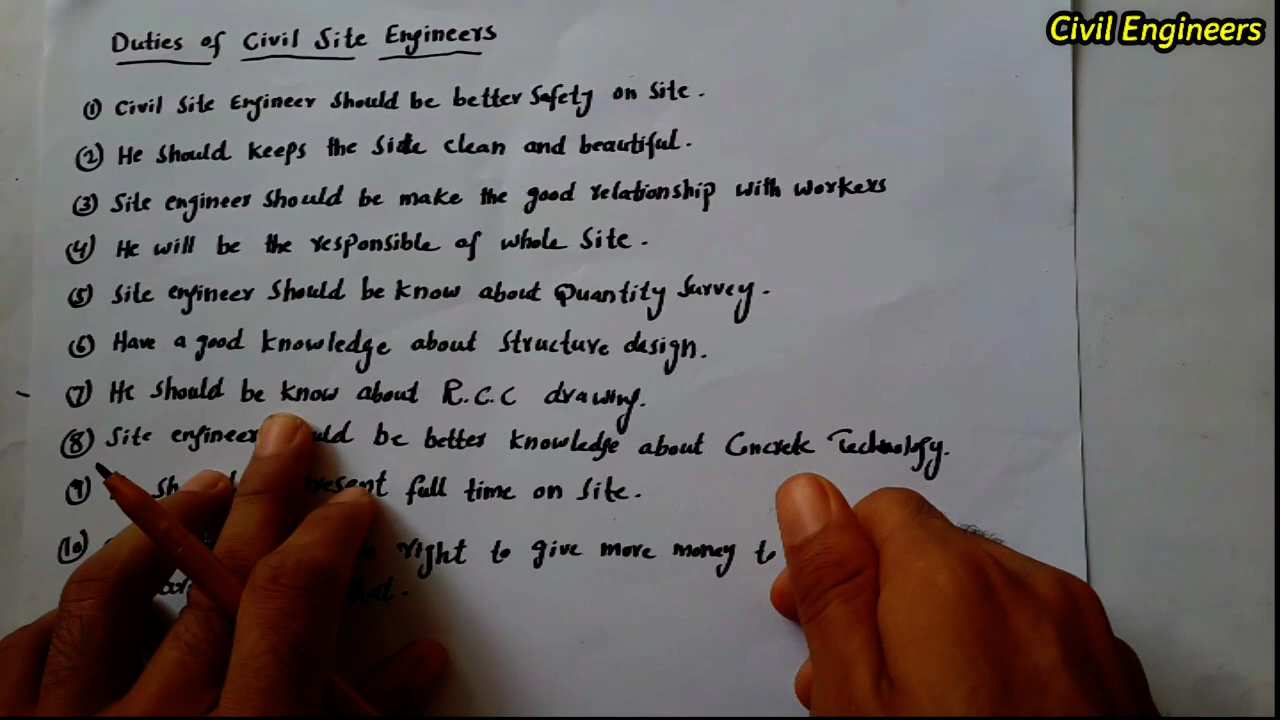 Civil Engineers
Duties of Civil Site Engineers
(1) Civil Site Engineer Should be better Safety on Site.
(2) He Should keeps the Side clean and beautiful.
(3) Site engineer Should be make the good relationship with workers
(4) He will be the responsible of whole Site.
(5) Site engineer Should be know about Quantity Survey.
(6) Have a good knowledge about Structure design.
(7) He Should be know about R.C.C drawing.
(8) Site engineer be better knowledge about Concrete Technology.
(9) full time on Site.
(10) right to give more money to